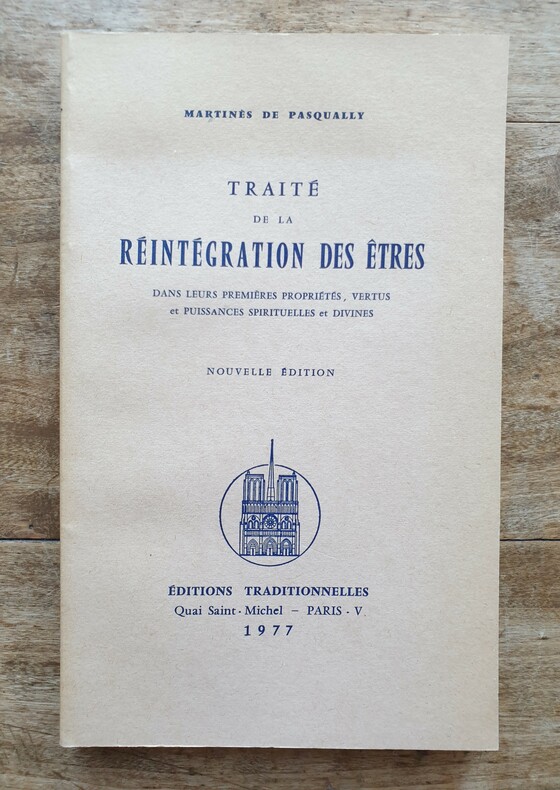 MARTINÈS DE PASQUALLY
TRAITÉ
DE LA
RÉINTÉGRATION DES ÊTRES
DANS LEURS PREMIÈRES PROPRIÉTÉS, VERTUS
et PUISSANCES SPIRITUELLES et DIVINES
NOUVELLE ÉDITION
ÉDITIONS TRADITIONNELLES
Quai Saint-Michel – PARIS - V
1977